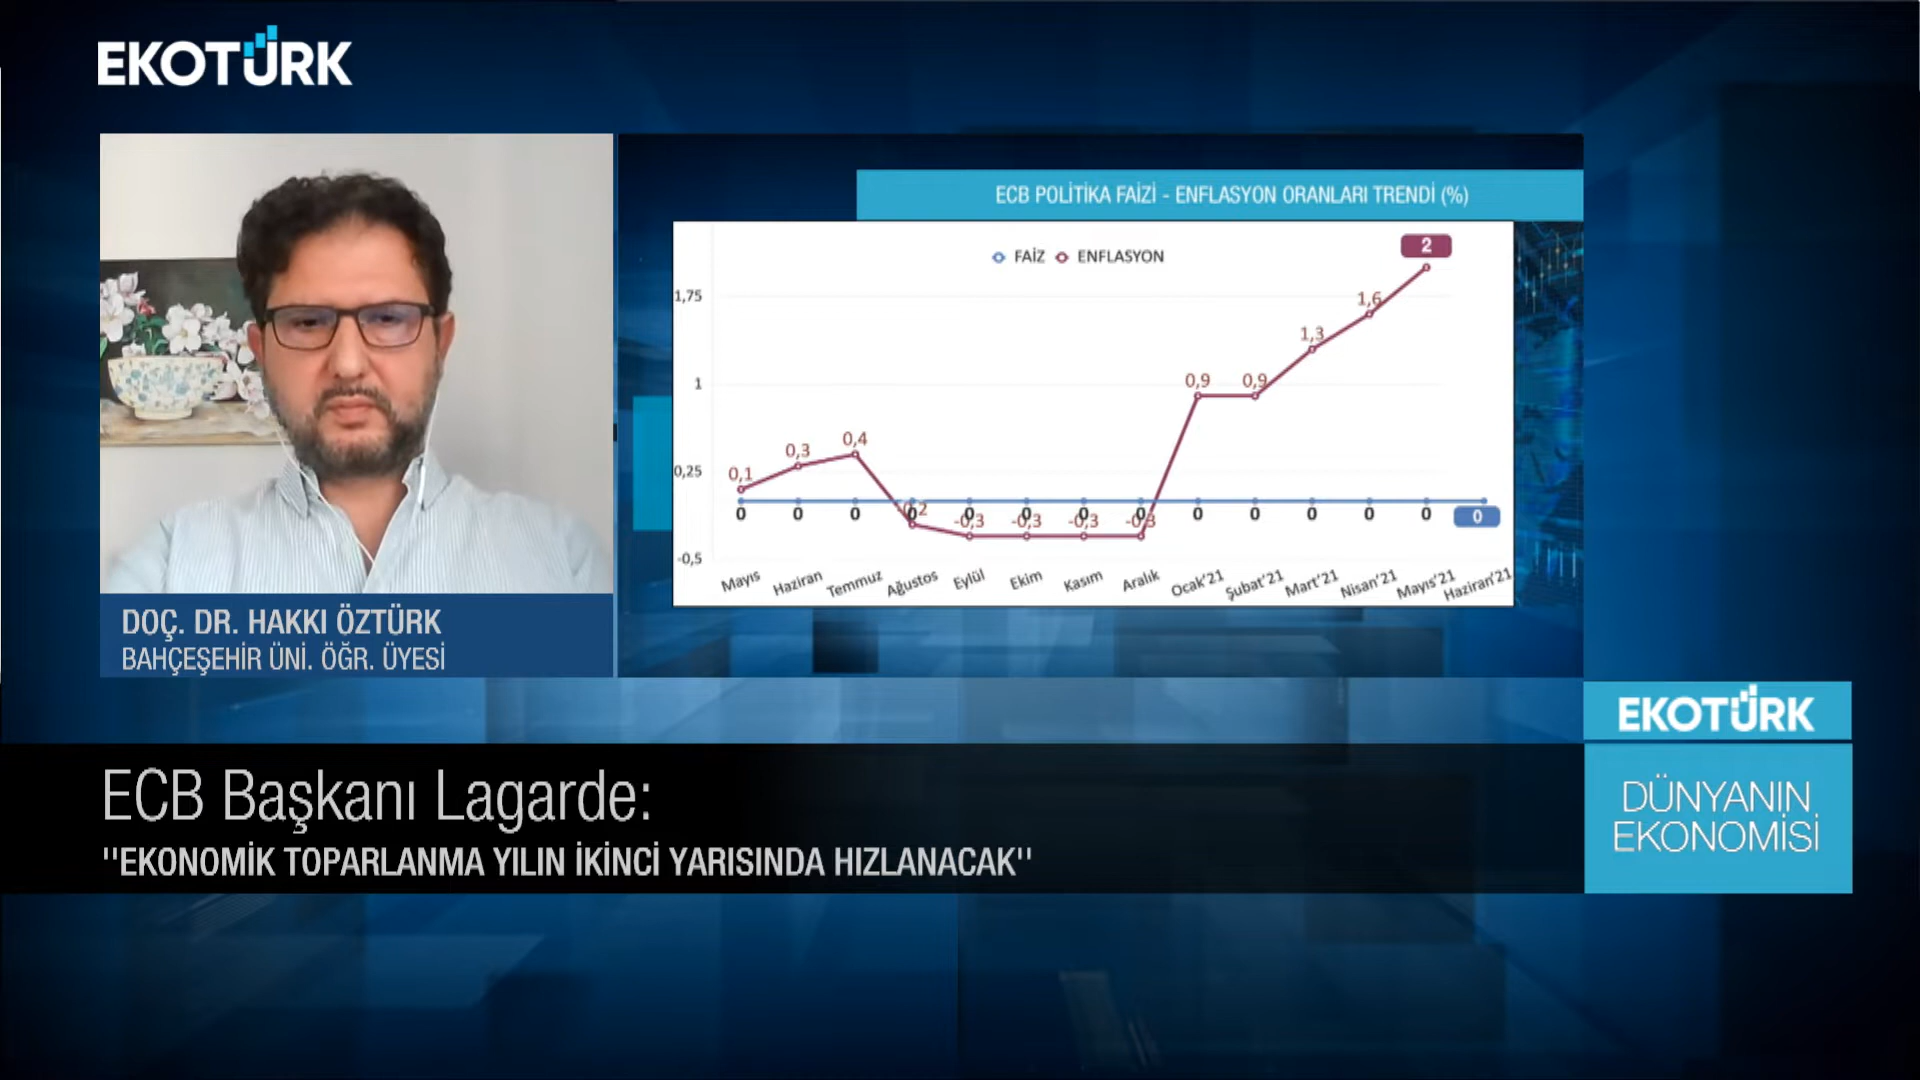 EKOTÜRK
ECB POLİTİKA FAİZİ - ENFLASYON ORANLARI TRENDİ (%)
FAİZ ENFLASYON
2
1,75
1
0,25
-0,5
0,1 0,3 0,4 -0,2 -0,3 -0,3 -0,3 -0,3 0,9 0,9 1,3 1,6
0 0 0 0 0 0 0 0 0 0 0 0 0 0
Mayıs Haziran Temmuz Ağustos Eylül Ekim Kasım Aralık Ocak'21 Şubat'21 Mart'21 Nisan'21 Mayıs'21 Haziran'21
DOÇ. DR. HAKKI ÖZTÜRK
BAHÇEŞEHİR ÜNİ. ÖĞR. ÜYESİ
EKOTÜRK
DÜNYANIN
EKONOMİSİ
ECB Başkanı Lagarde:
''EKONOMİK TOPARLANMA YILIN İKİNCİ YARISINDA HIZLANACAK''